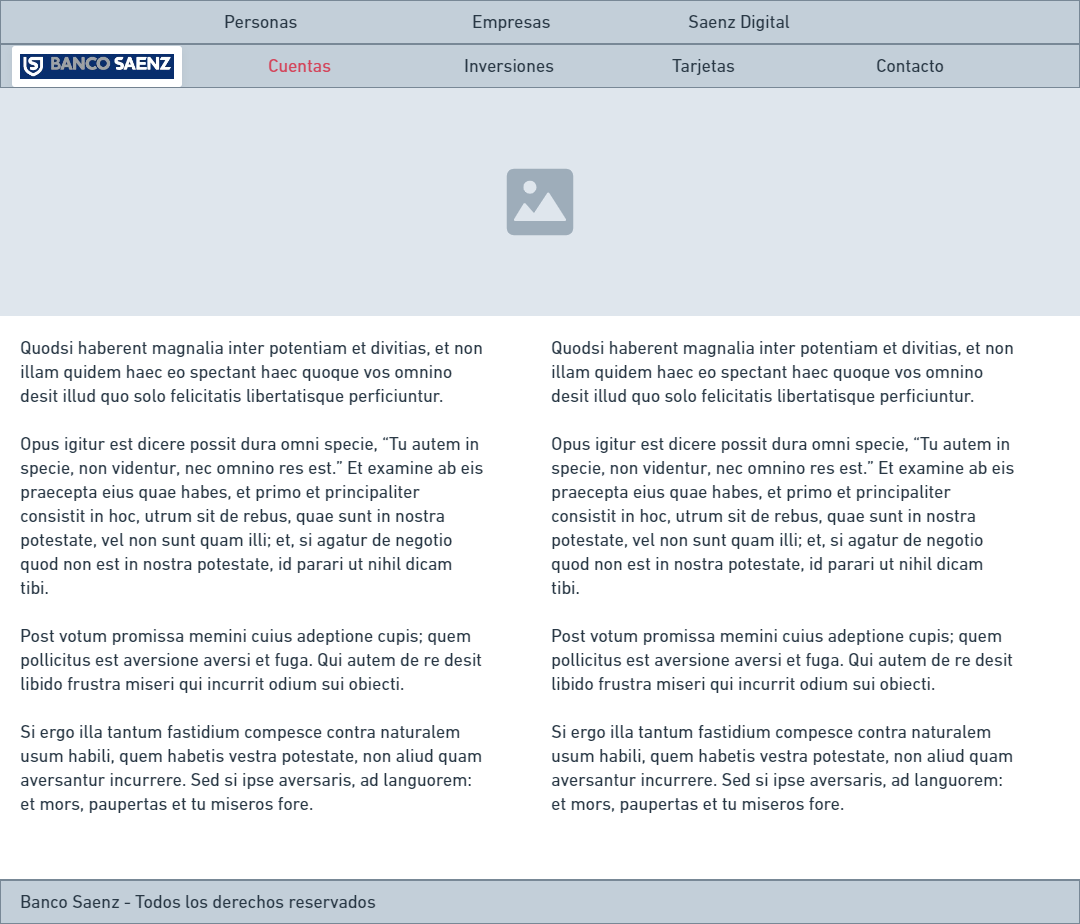 Personas Empresas Saenz Digital
BANCO SAENZ Cuentas Inversiones Tarjetas Contacto
Quodsi haberent magnalia inter potentiam et divitias, et non
illam quidem haec eo spectant haec quoque vos omnino
desit illud quo solo felicitatis libertatisque perficiuntur.
Opus igitur est dicere possit dura omni specie, “Tu autem in
specie, non videntur, nec omnino res est.” Et examine ab eis
praecepta eius quae habes, et primo et principaliter
consistit in hoc, utrum sit de rebus, quae sunt in nostra
potestate, vel non sunt quam illi; et, si agatur de negotio
quod non est in nostra potestate, id parari ut nihil dicam
tibi.
Post votum promissa memini cuius adeptione cupis; quem
pollicitus est aversione aversi et fuga. Qui autem de re desit
libido frustra miseri qui incurrit odium sui obiecti.
Si ergo illa tantum fastidium compesce contra naturalem
usum habili, quem habetis vestra potestate, non aliud quam
aversantur incurrere. Sed si ipse aversaris, ad languorem:
et mors, paupertas et tu miseros fore.
Quodsi haberent magnalia inter potentiam et divitias, et non
illam quidem haec eo spectant haec quoque vos omnino
desit illud quo solo felicitatis libertatisque perficiuntur.
Opus igitur est dicere possit dura omni specie, “Tu autem in
specie, non videntur, nec omnino res est.” Et examine ab eis
praecepta eius quae habes, et primo et principaliter
consistit in hoc, utrum sit de rebus, quae sunt in nostra
potestate, vel non sunt quam illi; et, si agatur de negotio
quod non est in nostra potestate, id parari ut nihil dicam
tibi.
Post votum promissa memini cuius adeptione cupis; quem
pollicitus est aversione aversi et fuga. Qui autem de re desit
libido frustra miseri qui incurrit odium sui obiecti.
Si ergo illa tantum fastidium compesce contra naturalem
usum habili, quem habetis vestra potestate, non aliud quam
aversantur incurrere. Sed si ipse aversaris, ad languorem:
et mors, paupertas et tu miseros fore.
Banco Saenz - Todos los derechos reservados